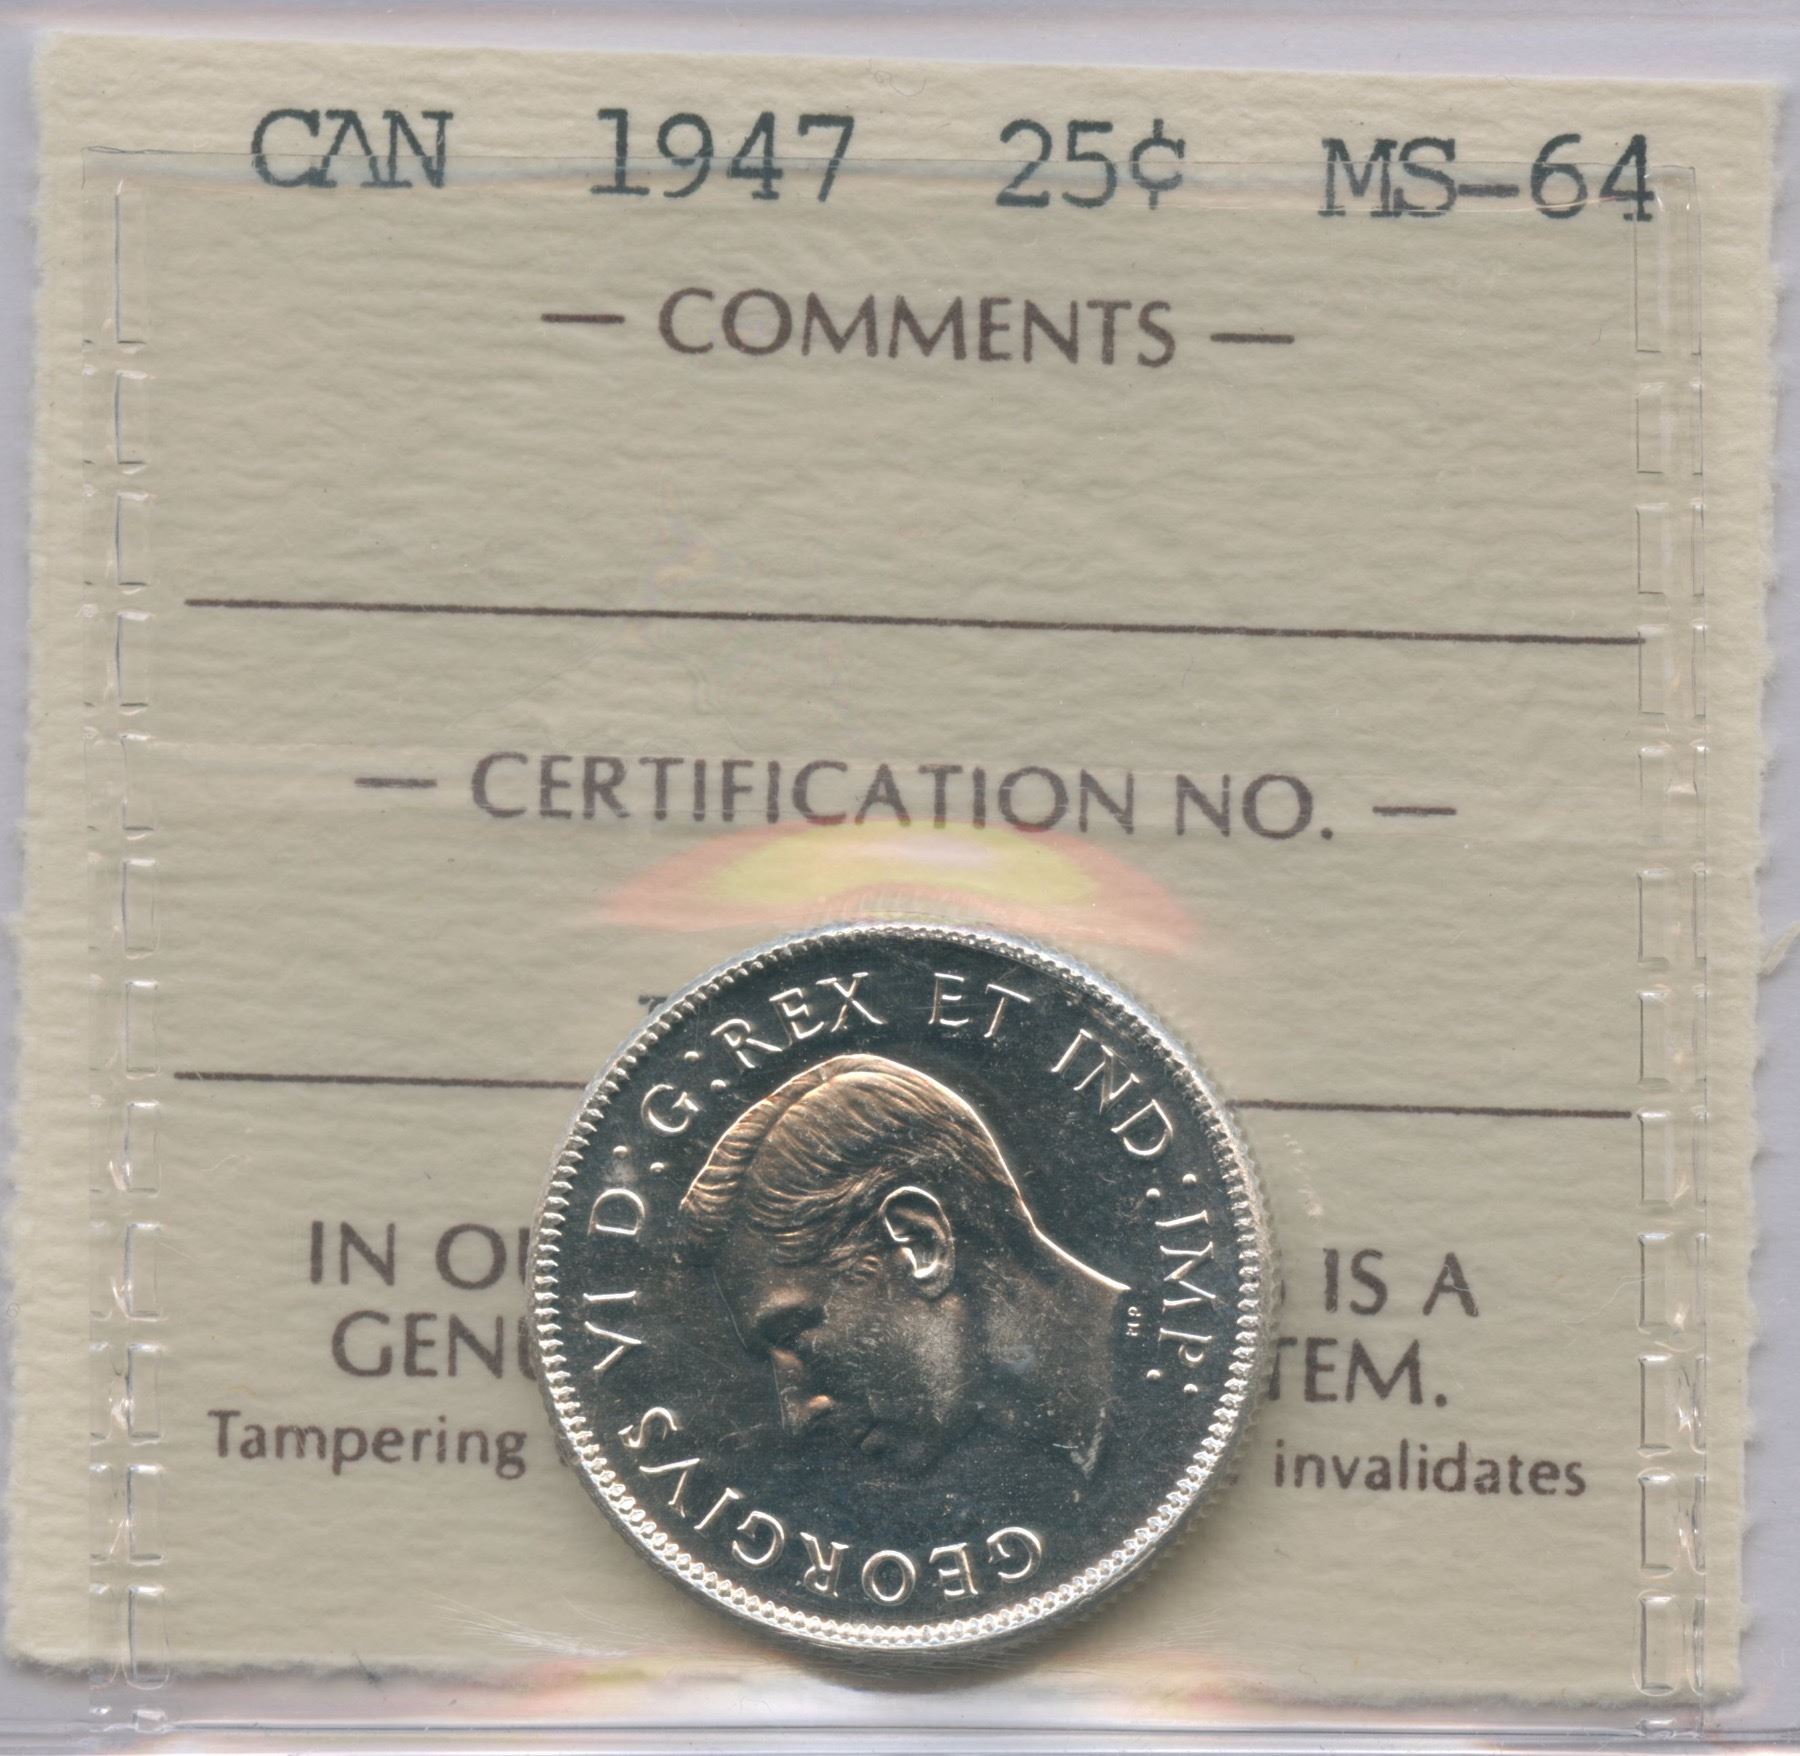 CAN 1947 25¢ MS-64
— COMMENTS —
— CERTIFICATION NO. —
GEORGIVS VI D:G:REX ET IND:IMP:
HP
IN IS A
TEM.
Tampering invalidates